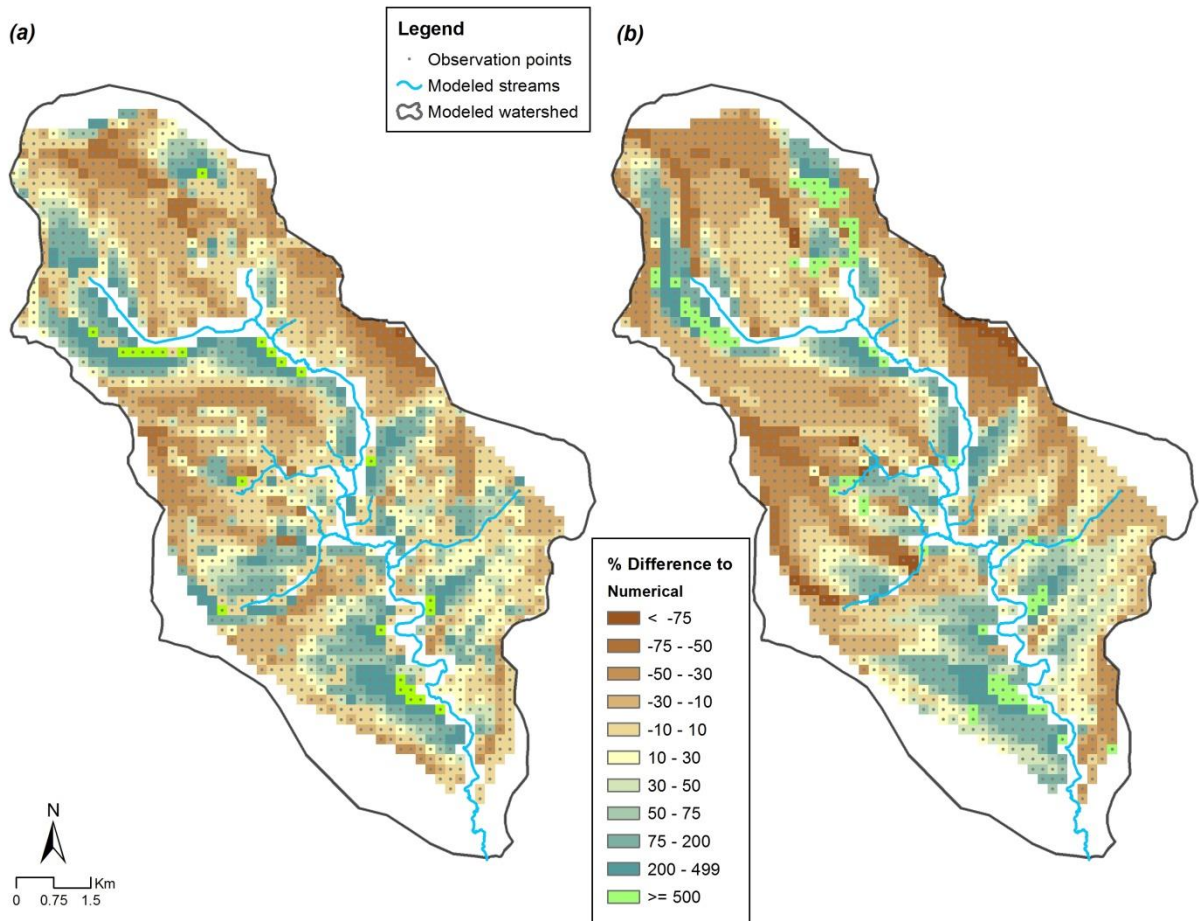 (a)
Legend
Observation points
Modeled streams
Modeled watershed
(b)
% Difference to
Numerical
< -75
-75 - -50
-50 - -30
-30 - -10
-10 - 10
10 - 30
30 - 50
50 - 75
75 - 200
200 - 499
>= 500
N
Km
0 0.75 1.5